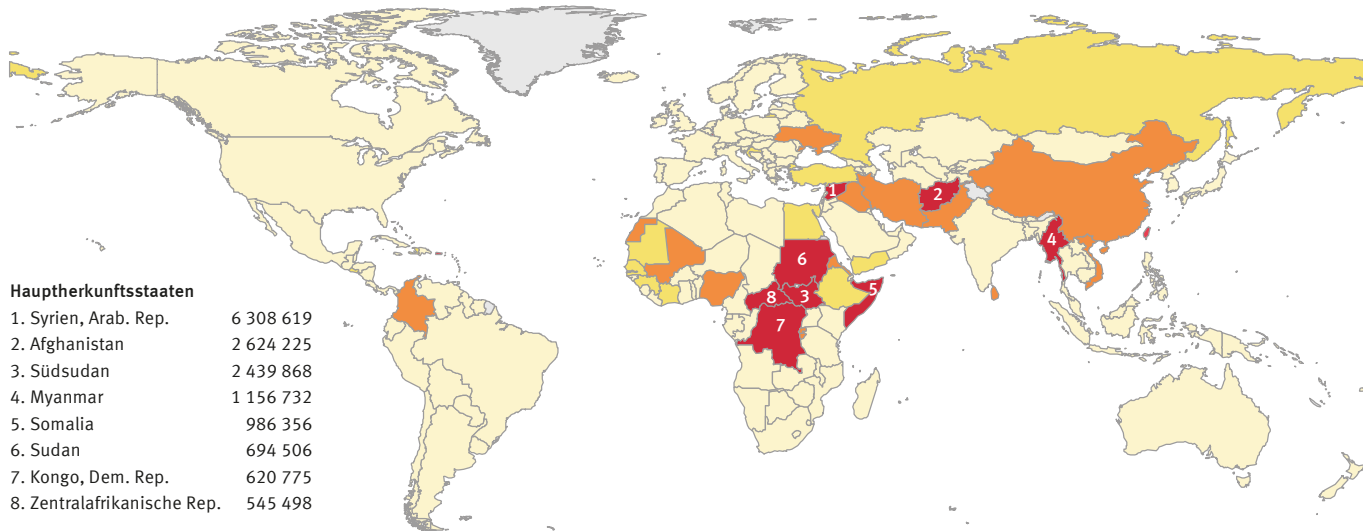 Hauptherkunftsstaaten
1. Syrien, Arab. Rep. 6 308 619
2. Afghanistan 2 624 225
3. Südsudan 2 439 868
4. Myanmar 1 156 732
5. Somalia 986 356
6. Sudan 694 506
7. Kongo, Dem. Rep. 620 775
8. Zentralafrikanische Rep. 545 498
1
2
4
6
5
8
3
7